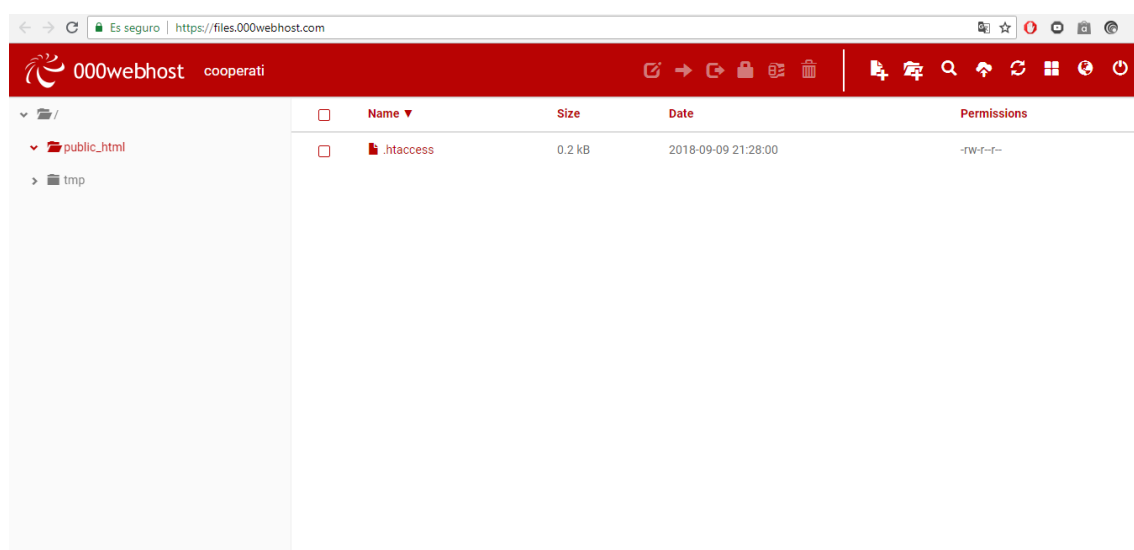 Es seguro | https://files.000webhost.com
000webhost cooperati
/
public_html
tmp
Name ▼ Size Date Permissions
.htaccess 0.2 kB 2018-09-09 21:28:00 -rw-r--r--